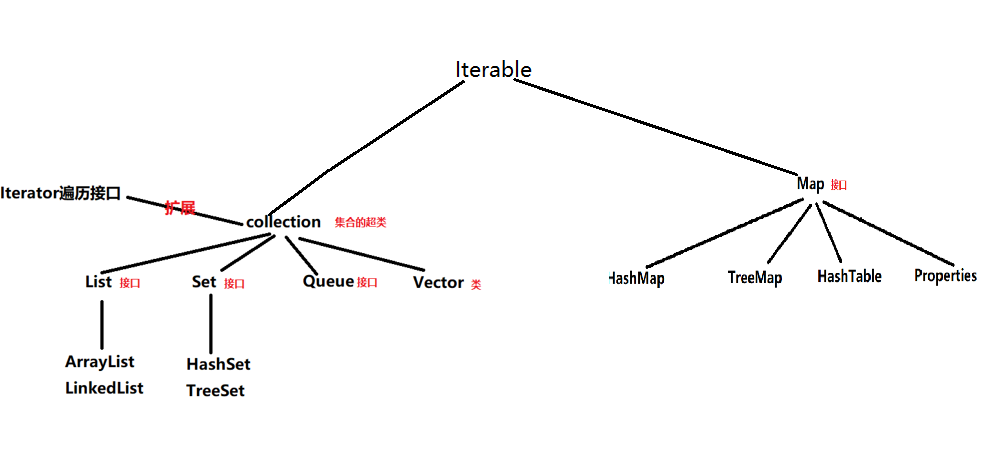 Iterable
Iterator遍历接口
扩展
collection 集合的超类
Map 接口
List 接口
Set 接口
Queue 接口
Vector 类
HashMap
TreeMap
HashTable
Properties
ArrayList
LinkedList
HashSet
TreeSet